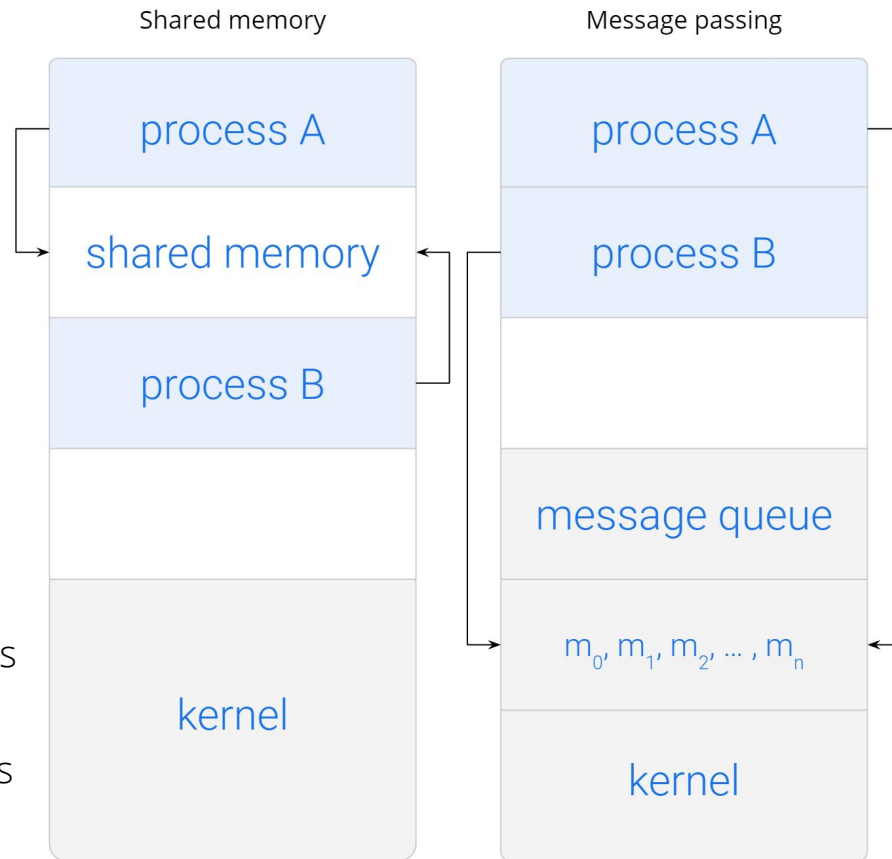 Shared memory
process A
shared memory
process B
kernel
Message passing
process A
process B
message queue
m0, m1, m2, ... , mn
kernel
s
s